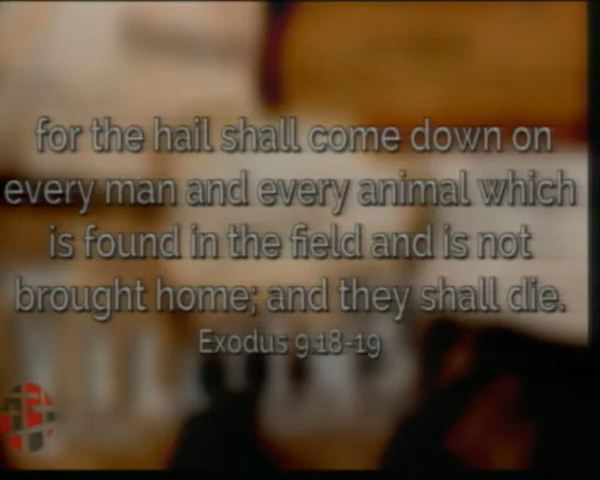 for the hail shall come down on
every man and every animal which
is found in the field and is not
brought home; and they shall die.
Exodus 9:18-19